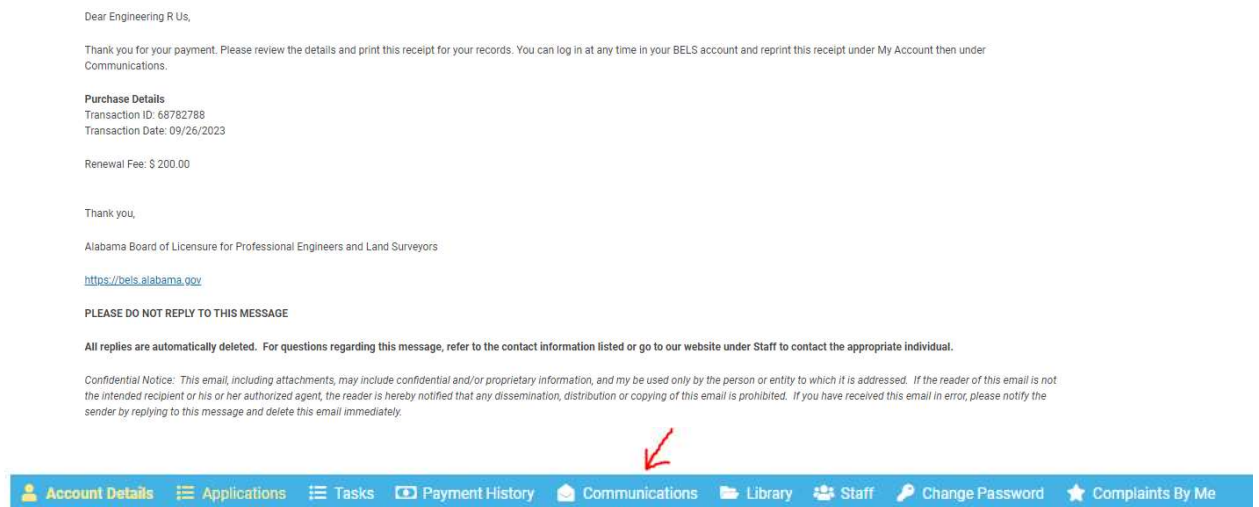 Dear Engineering R Us,
Thank you for your payment. Please review the details and print this receipt for your records. You can log in at any time in your BELS account and reprint this receipt under My Account then under
Communications.
Purchase Details
Transaction ID: 68782788
Transaction Date: 09/26/2023
Renewal Fee: $ 200.00
Thank you,
Alabama Board of Licensure for Professional Engineers and Land Surveyors
https://bels.alabama.gov
PLEASE DO NOT REPLY TO THIS MESSAGE
All replies are automatically deleted. For questions regarding this message, refer to the contact information listed or go to our website under Staff to contact the appropriate individual.
Confidential Notice: This email, including attachments, may include confidential and/or proprietary information, and my be used only by the person or entity to which it is addressed. If the reader of this email is not
the intended recipient or his or her authorized agent, the reader is hereby notified that any dissemination, distribution or copying of this email is prohibited. If you have received this email in error, please notify the
sender by replying to this message and delete this email immediately.
Account Details Applications Tasks Payment History Communications Library Staff Change Password Complaints By Me